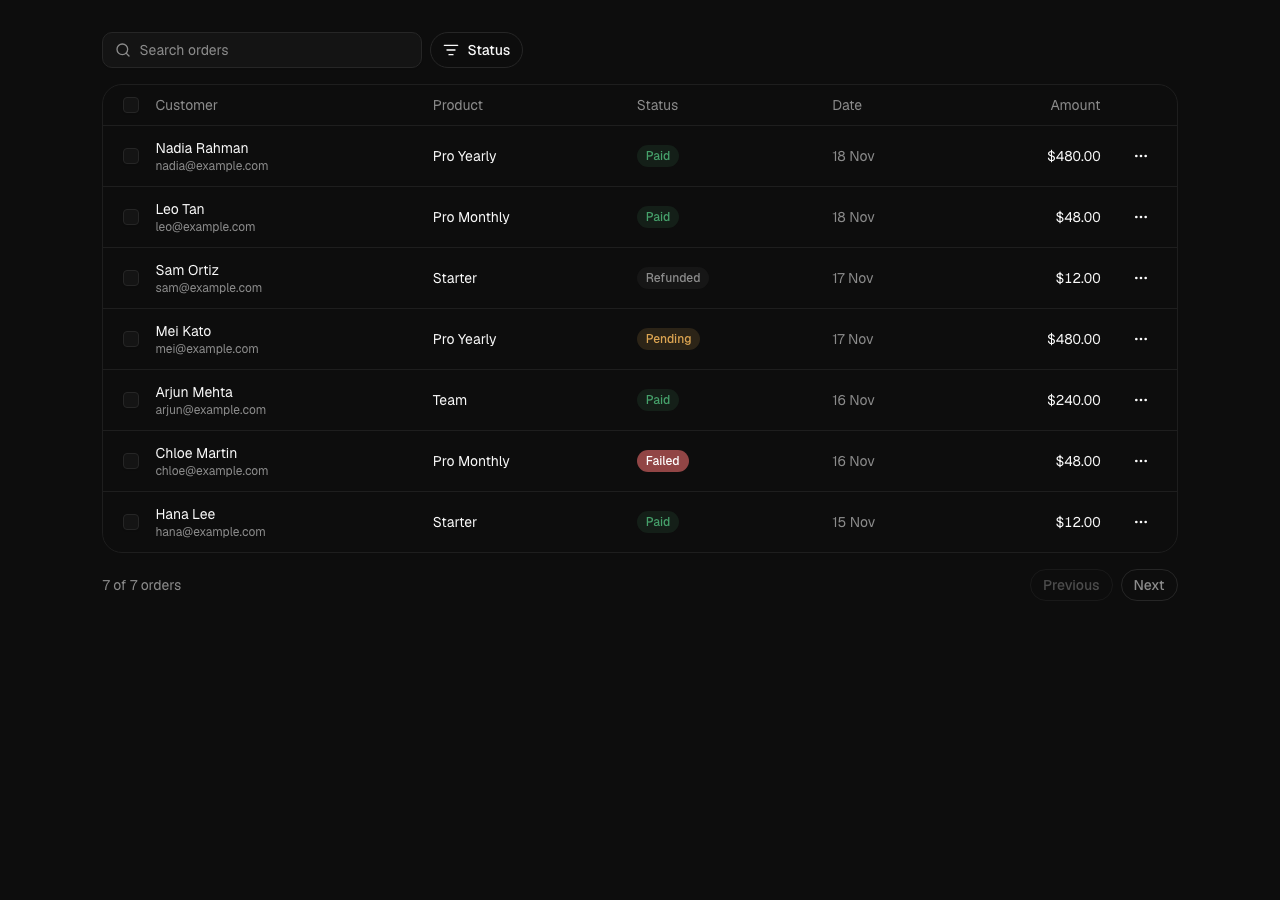 Search orders
Status
Customer Product Status Date Amount
Nadia Rahman
nadia@example.com
Pro Yearly Paid 18 Nov $480.00
Leo Tan
leo@example.com
Pro Monthly Paid 18 Nov $48.00
Sam Ortiz
sam@example.com
Starter Refunded 17 Nov $12.00
Mei Kato
mei@example.com
Pro Yearly Pending 17 Nov $480.00
Arjun Mehta
arjun@example.com
Team Paid 16 Nov $240.00
Chloe Martin
chloe@example.com
Pro Monthly Failed 16 Nov $48.00
Hana Lee
hana@example.com
Starter Paid 15 Nov $12.00
7 of 7 orders
Previous Next